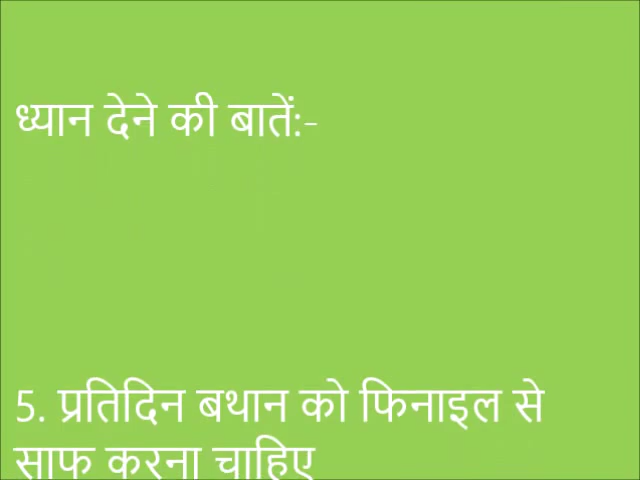 ध्यान देने की बातें:-
5. प्रतिदिन बथान को फिनाइल से
साफ करना चाहिए